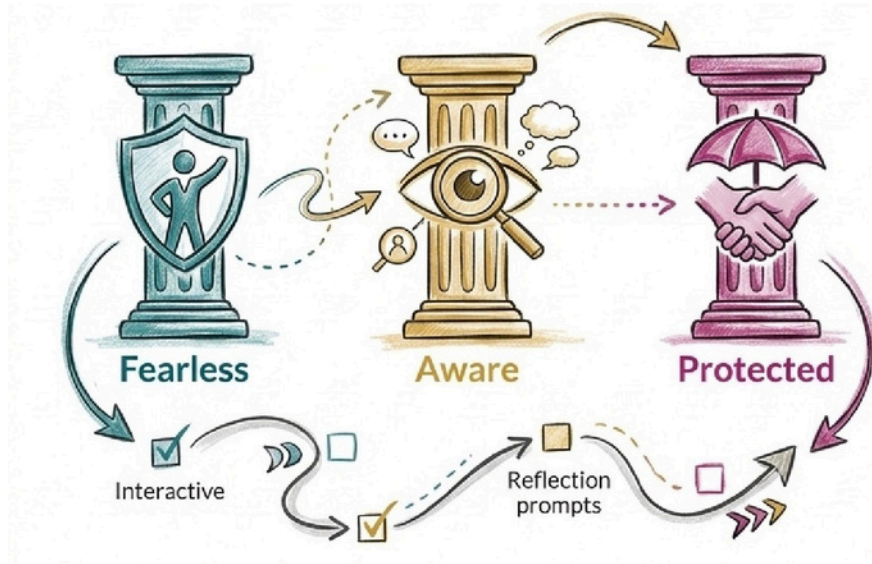 Fearless
Aware
Protected
Interactive
Reflection
prompts